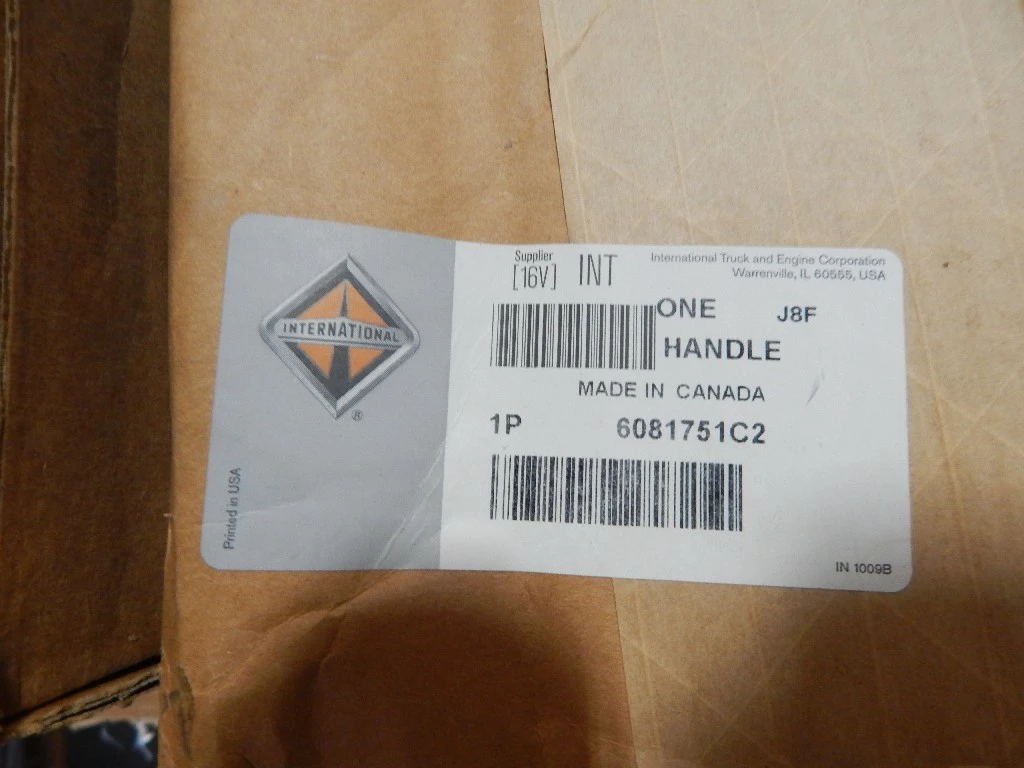 INTERNATIONAL
®
Printed in USA
Supplier
[16V] INT
International Truck and Engine Corporation
Warrenville, IL 60555, USA
ONE J8F
HANDLE
MADE IN CANADA
1P 6081751C2
IN 1009B